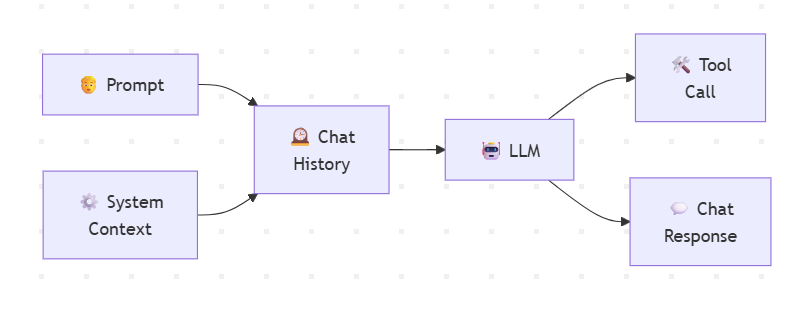 Prompt
System
Context
Chat
History
LLM
Tool
Call
Chat
Response